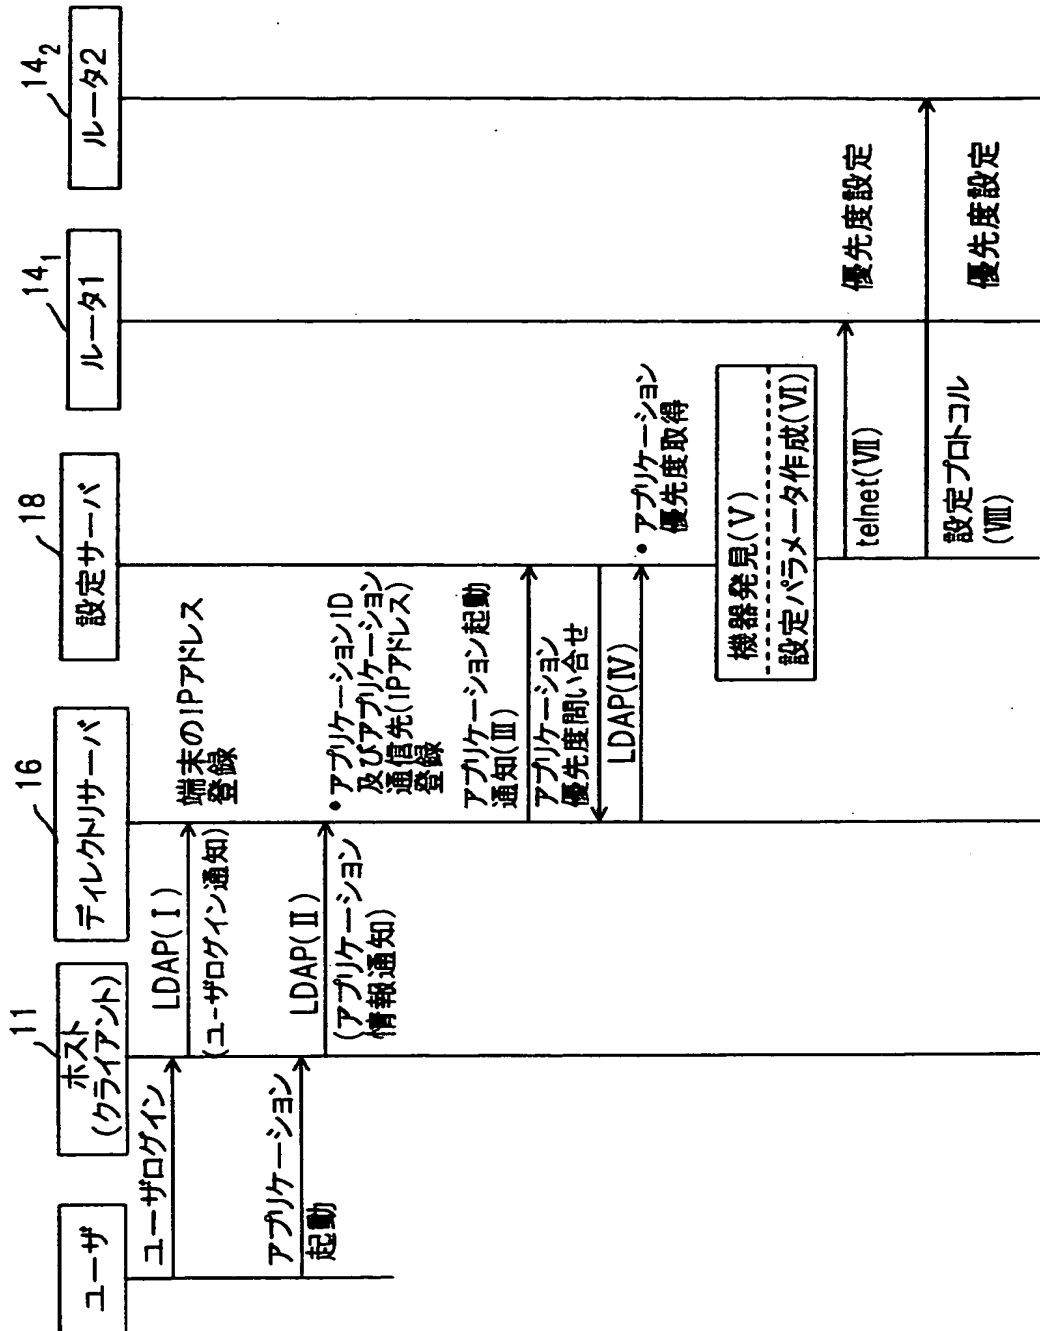 ユーザ
ホスト
(クライアント)
11
ディレクトリサーバ
16
設定サーバ
18
ルータ1
14₁
ルータ2
14₂
ユーザログイン
LDAP(Ⅰ)
(ユーザログイン通知)
端末のIPアドレス
登録
アプリケーション
起動
LDAP(Ⅱ)
(アプリケーション
情報通知)
•アプリケーションID
及びアプリケーション
通信先(IPアドレス)
登録
アプリケーション起動
通知(Ⅲ)
アプリケーション
優先度問い合せ
LDAP(Ⅳ)
•アプリケーション
優先度取得
機器発見(Ⅴ)
設定パラメータ作成(Ⅵ)
telnet(Ⅶ)
優先度設定
設定プロトコル
(Ⅷ)
優先度設定